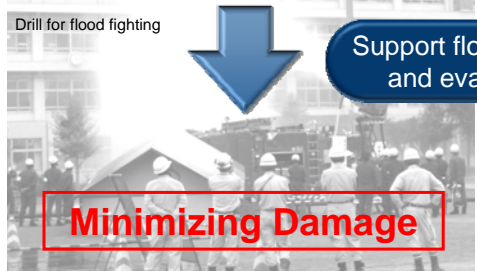 Drill for flood fighting
Support flo
and eva
Minimizing Damage